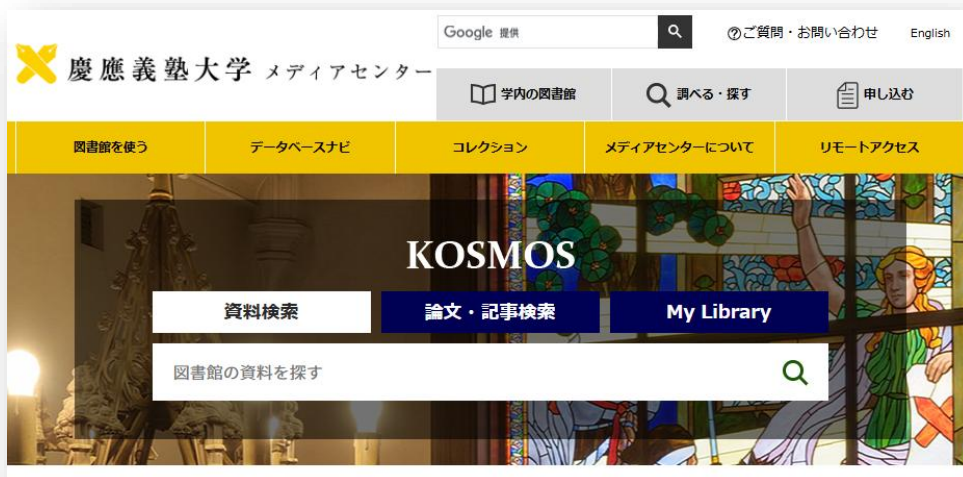 Google 提供
ご質問・お問い合わせ
English
慶應義塾大学 メディアセンター
学内の図書館
調べる・探す
申し込む
図書館を使う
データベースナビ
コレクション
メディアセンターについて
リモートアクセス
KOSMOS
資料検索
論文・記事検索
My Library
図書館の資料を探す